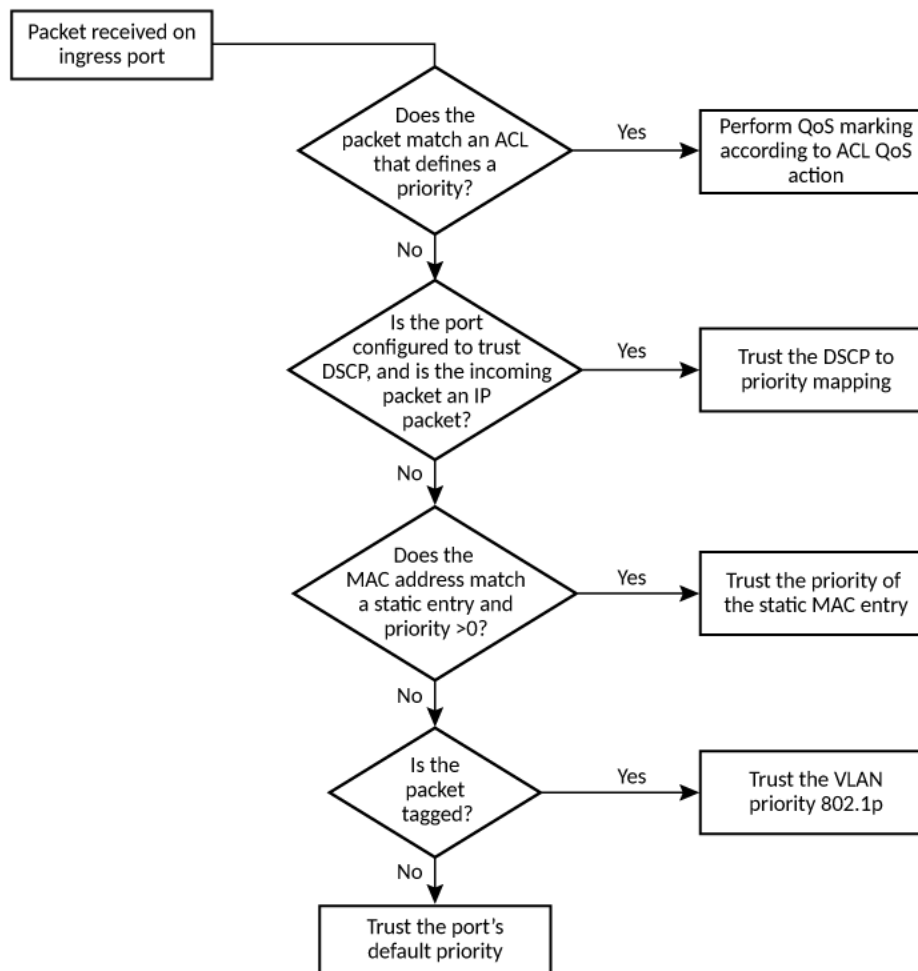 Packet received on
ingress port
Does the
packet match an ACL
that defines a
priority?
Yes
Perform QoS marking
according to ACL QoS
action
No
Is the port
configured to trust
DSCP, and is the incoming
packet an IP
packet?
Yes
Trust the DSCP to
priority mapping
No
Does the
MAC address match
a static entry and
priority >0?
Yes
Trust the priority of
the static MAC entry
No
Is the
packet
tagged?
Yes
Trust the VLAN
priority 802.1p
No
Trust the port’s
default priority